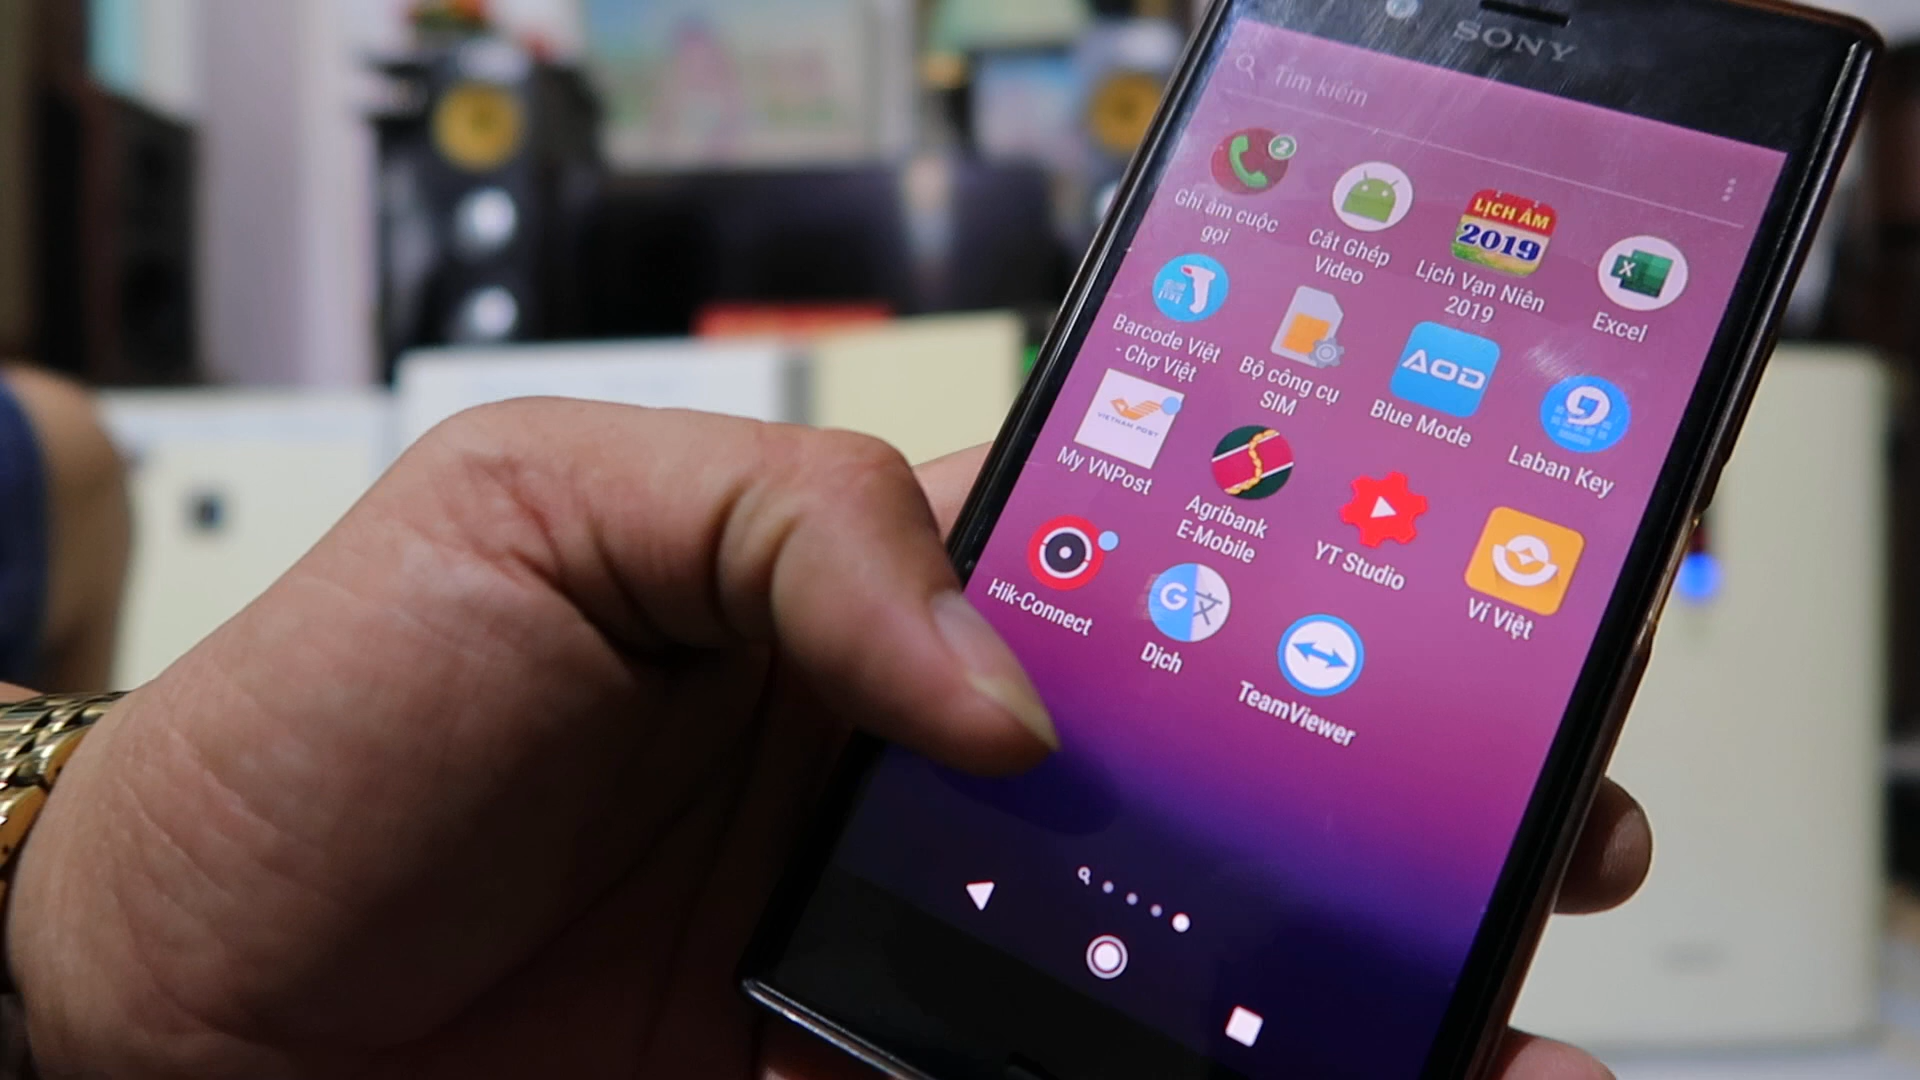 SONY
Tìm kiếm
2
Ghi âm cuộc
gọi
Cắt Ghép
Video
LỊCH ÂM
2019
Lịch Vạn Niên
2019
X
Excel
Barcode Việt
- Chợ Việt
Bộ công cụ
SIM
AOD
Blue Mode
Laban Key
VIETNAM POST
My VNPost
Agribank
E-Mobile
YT Studio
Ví Việt
Hik-Connect
G 文
Dịch
TeamViewer